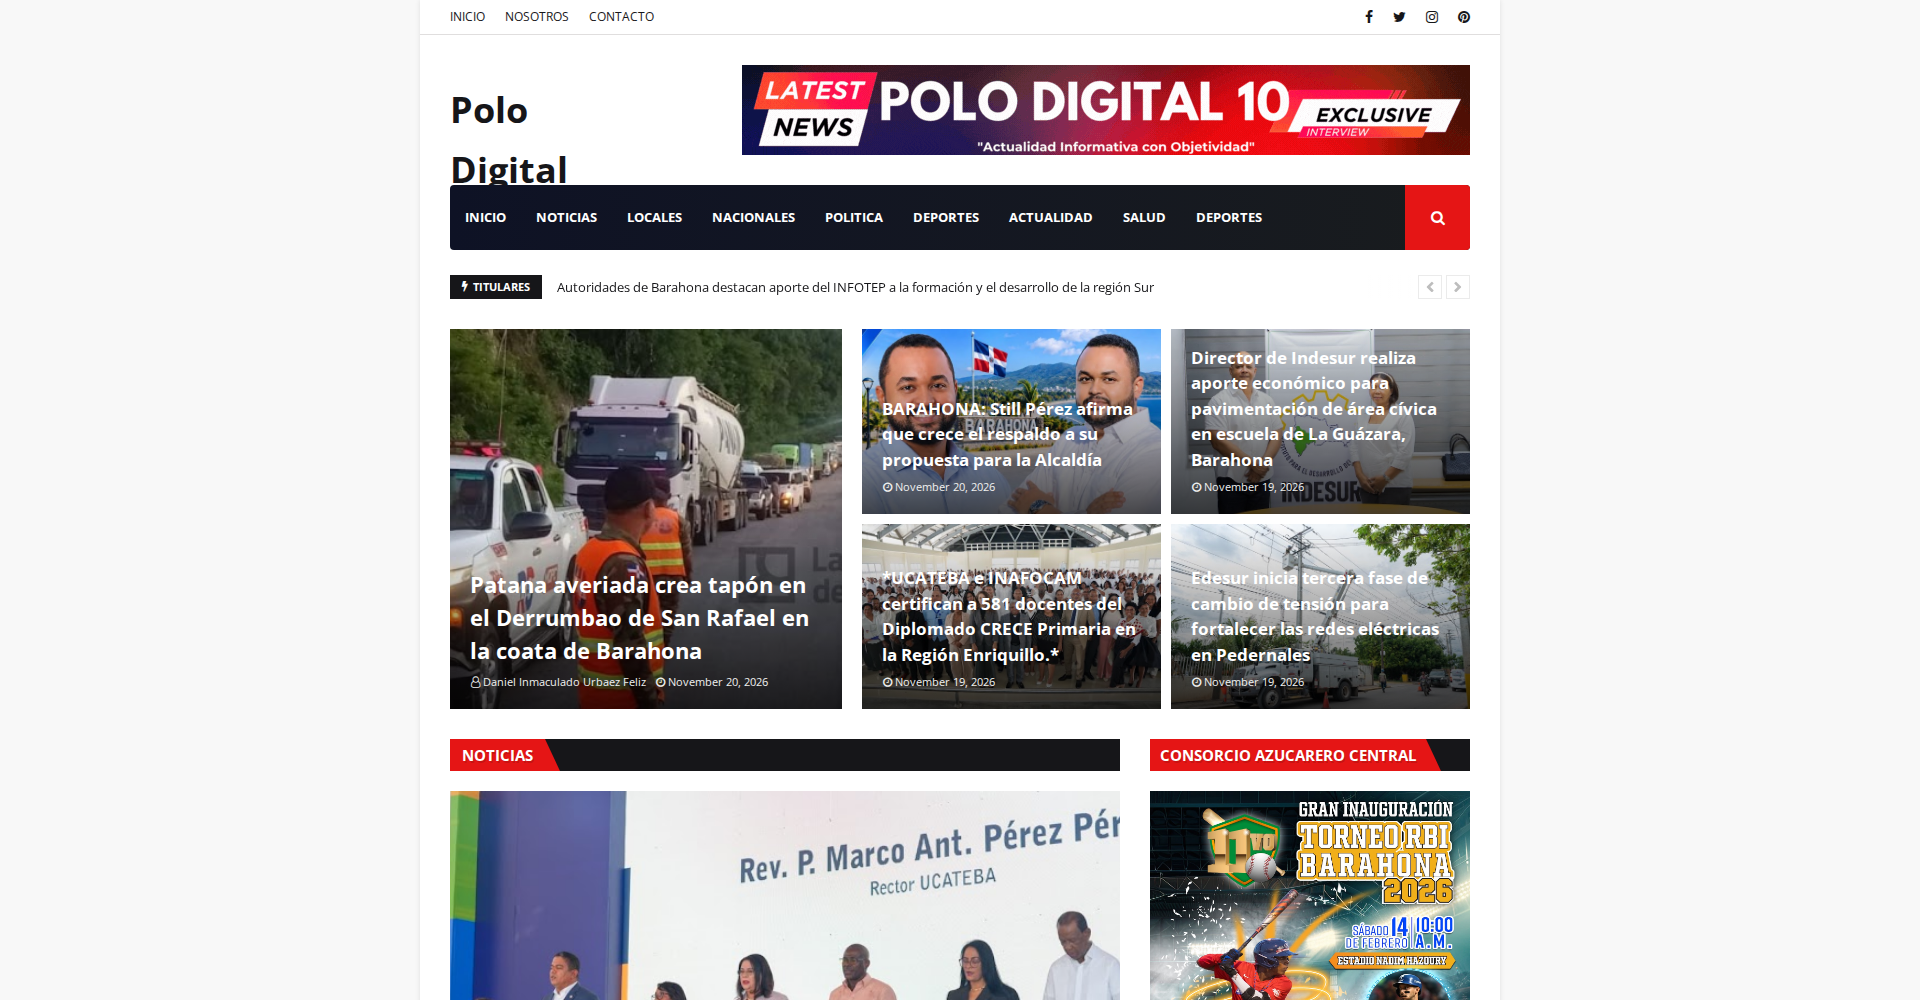 INICIO NOSOTROS CONTACTO
Polo
Digital
LATEST
NEWS
POLO DIGITAL 10
EXCLUSIVE
INTERVIEW
"Actualidad Informativa con Objetividad"
INICIO NOTICIAS LOCALES NACIONALES POLITICA DEPORTES ACTUALIDAD SALUD DEPORTES
TITULARES
Autoridades de Barahona destacan aporte del INFOTEP a la formación y el desarrollo de la región Sur
Patana averiada crea tapón en
el Derrumbao de San Rafael en
la coata de Barahona
Daniel Inmaculado Urbaez Feliz November 20, 2026
BARAHONA
BARAHONA: Still Pérez afirma
que crece el respaldo a su
propuesta para la Alcaldía
November 20, 2026
Director de Indesur realiza
aporte económico para
pavimentación de área cívica
en escuela de La Guázara,
Barahona
INDESUR
November 19, 2026
*UCATEBA e INAFOCAM
certifican a 581 docentes del
Diplomado CRECE Primaria en
la Región Enriquillo.*
November 19, 2026
Edesur inicia tercera fase de
cambio de tensión para
fortalecer las redes eléctricas
en Pedernales
November 19, 2026
NOTICIAS
Rev. P. Marco Ant. Pérez Pér
Rector UCATEBA
CONSORCIO AZUCARERO CENTRAL
GRAN INAUGURACIÓN
11VO
TORNEO RBI
BARAHONA
2026
SÁBADO 14 10:00
DE FEBRERO A.M.
ESTADIO NADIM HAZOURY